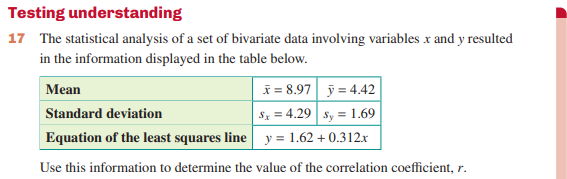 Testing understanding
17 The statistical analysis of a set of bivariate data involving variables x and y resulted
in the information displayed in the table below.
Mean x̄ = 8.97 ȳ = 4.42
Standard deviation sₓ = 4.29 s_y = 1.69
Equation of the least squares line y = 1.62 + 0.312x
Use this information to determine the value of the correlation coefficient, r.